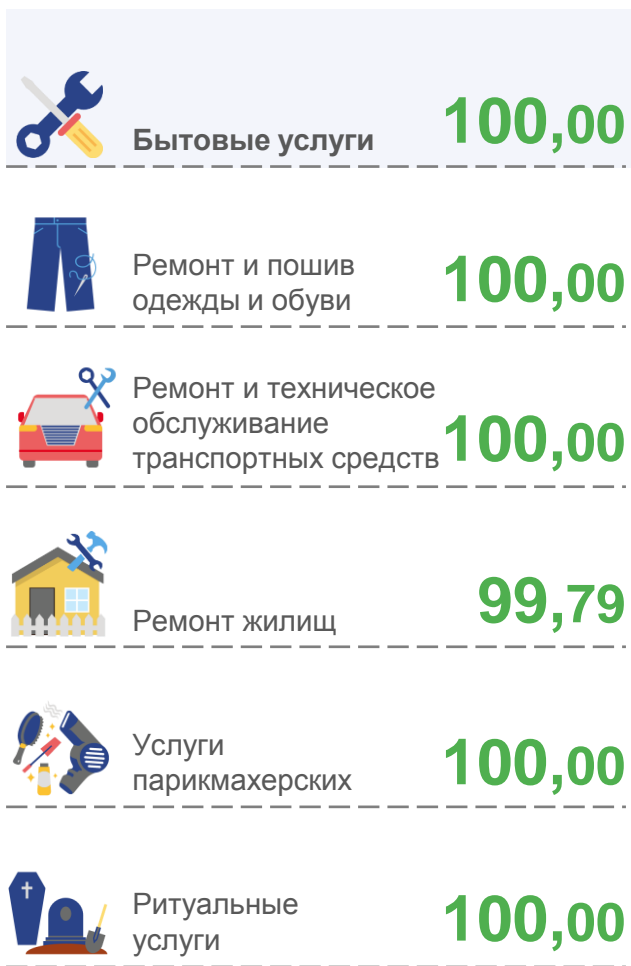 Бытовые услуги 100,00
Ремонт и пошив
одежды и обуви 100,00
Ремонт и техническое
обслуживание
транспортных средств 100,00
Ремонт жилищ 99,79
Услуги
парикмахерских 100,00
Ритуальные
услуги 100,00